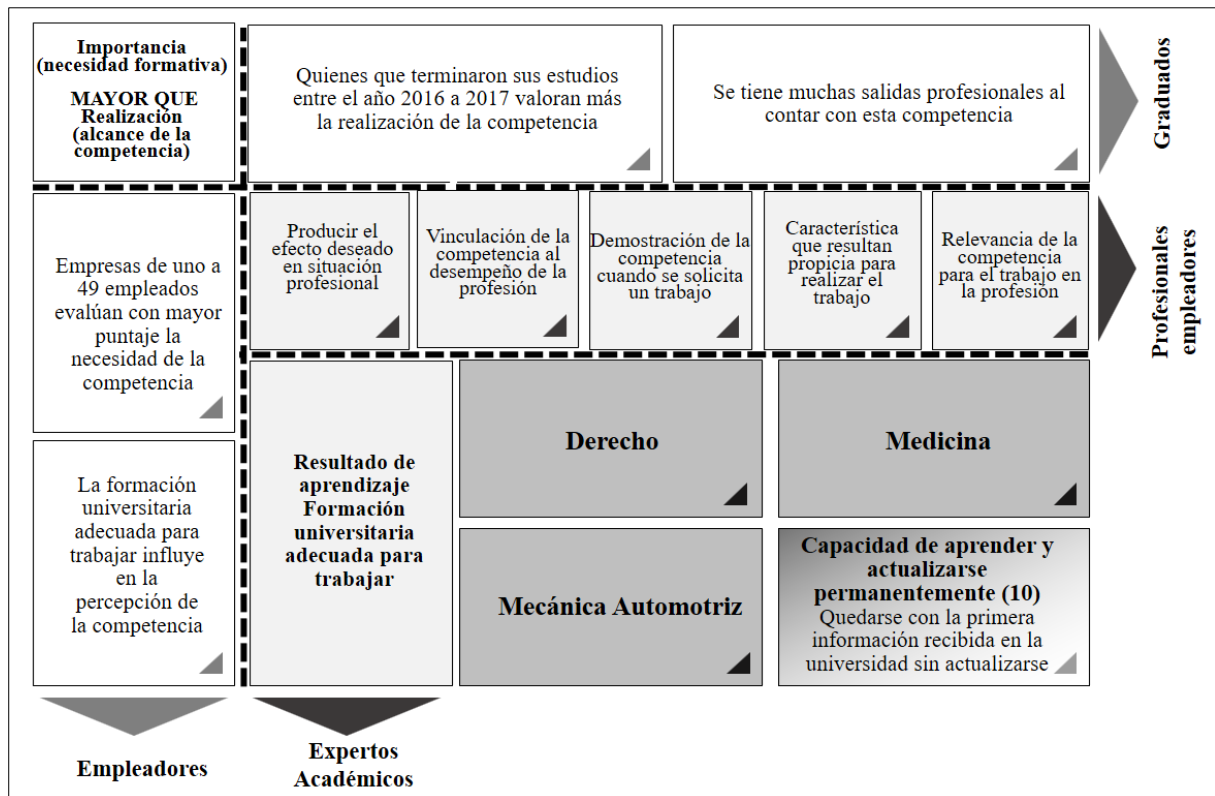 Importancia
(necesidad formativa)
MAYOR QUE
Realización
(alcance de la
competencia)
Quienes que terminaron sus estudios
entre el año 2016 a 2017 valoran más
la realización de la competencia
Se tiene muchas salidas profesionales al
contar con esta competencia
Graduados
Empresas de uno a
49 empleados
evalúan con mayor
puntaje la
necesidad de la
competencia
Producir el
efecto deseado
en situación
profesional
Vinculación de la
competencia al
desempeño de la
profesión
Demostración de la
competencia
cuando se solicita
un trabajo
Característica
que resultan
propicia para
realizar el
trabajo
Relevancia de la
competencia
para el trabajo en
la profesión
Profesionales
empleadores
La formación
universitaria
adecuada para
trabajar influye
en la
percepción de
la competencia
Resultado de
aprendizaje
Formación
universitaria
adecuada para
trabajar
Derecho
Medicina
Mecánica Automotriz
Capacidad de aprender y
actualizarse
permanentemente (10)
Quedarse con la primera
información recibida en la
universidad sin actualizarse
Empleadores
Expertos
Académicos